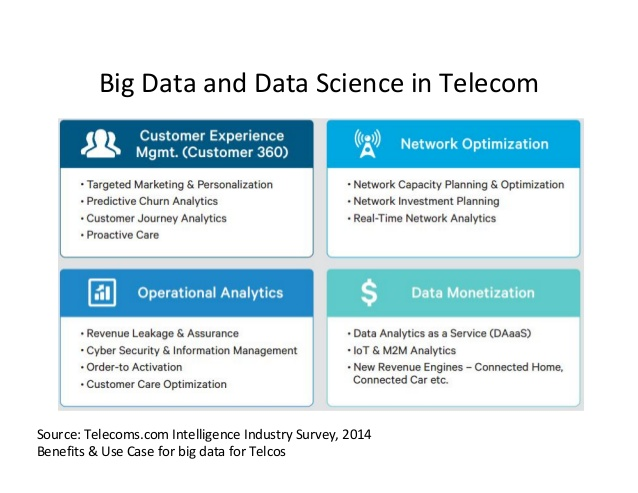 Big Data and Data Science in Telecom
Customer Experience
Mgmt. (Customer 360)
• Targeted Marketing & Personalization
• Predictive Churn Analytics
• Customer Journey Analytics
• Proactive Care
Network Optimization
• Network Capacity Planning & Optimization
• Network Investment Planning
• Real-Time Network Analytics
Operational Analytics
• Revenue Leakage & Assurance
• Cyber Security & Information Management
• Order-to Activation
• Customer Care Optimization
$
Data Monetization
• Data Analytics as a Service (DAaaS)
• IoT & M2M Analytics
• New Revenue Engines – Connected Home,
Connected Car etc.
Source: Telecoms.com Intelligence Industry Survey, 2014
Benefits & Use Case for big data for Telcos